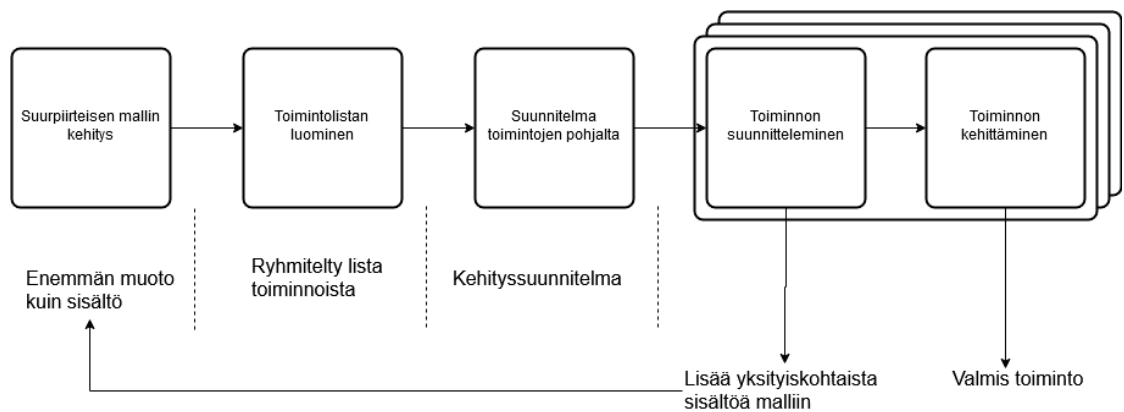 Suurpiirteisen mallin
kehitys
Toimintolistan
luominen
Suunnitelma
toimintojen pohjalta
Toiminnon
suunnitteleminen
Toiminnon
kehittäminen
Enemmän muoto
kuin sisältö
Ryhmitelty lista
toiminnoista
Kehityssuunnitelma
Lisää yksityiskohtaista
sisältöä malliin
Valmis toiminto